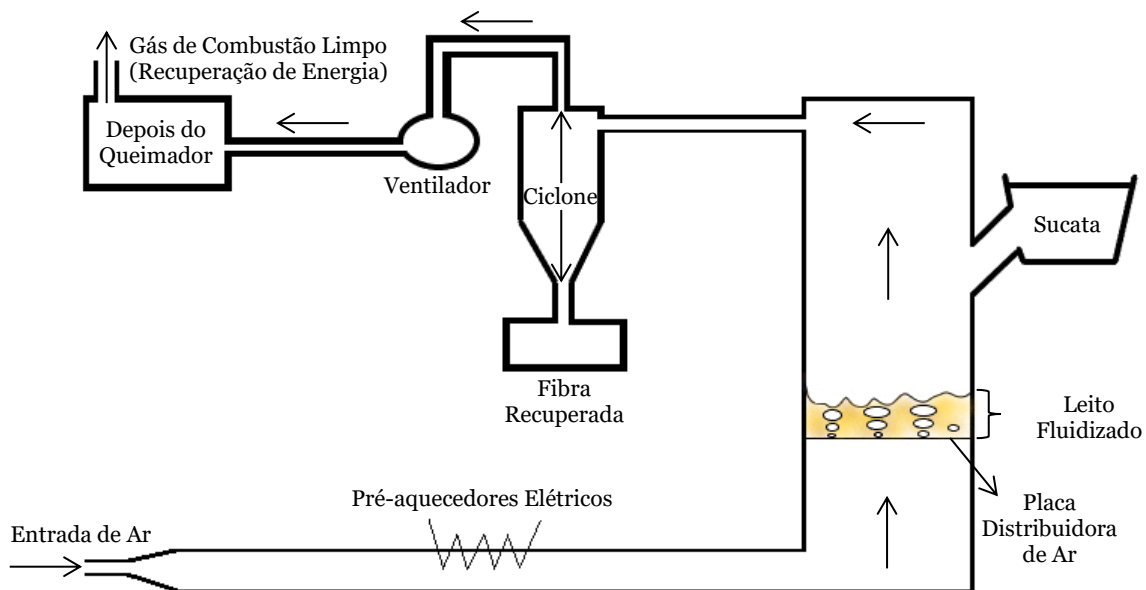 Gás de Combustão Limpo
(Recuperação de Energia)
Depois do
Queimador
Ventilador
Ciclone
Sucata
Fibra
Recuperada
Leito
Fluidizado
Pré-aquecedores Elétricos
Placa
Distribuidora
de Ar
Entrada de Ar